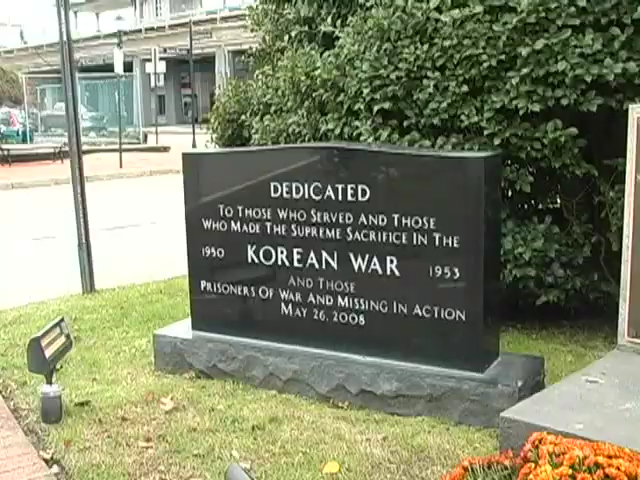 DEDICATED
TO THOSE WHO SERVED AND THOSE
WHO MADE THE SUPREME SACRIFICE IN THE
1950 KOREAN WAR 1953
AND THOSE
PRISONERS OF WAR AND MISSING IN ACTION
MAY 26, 2008